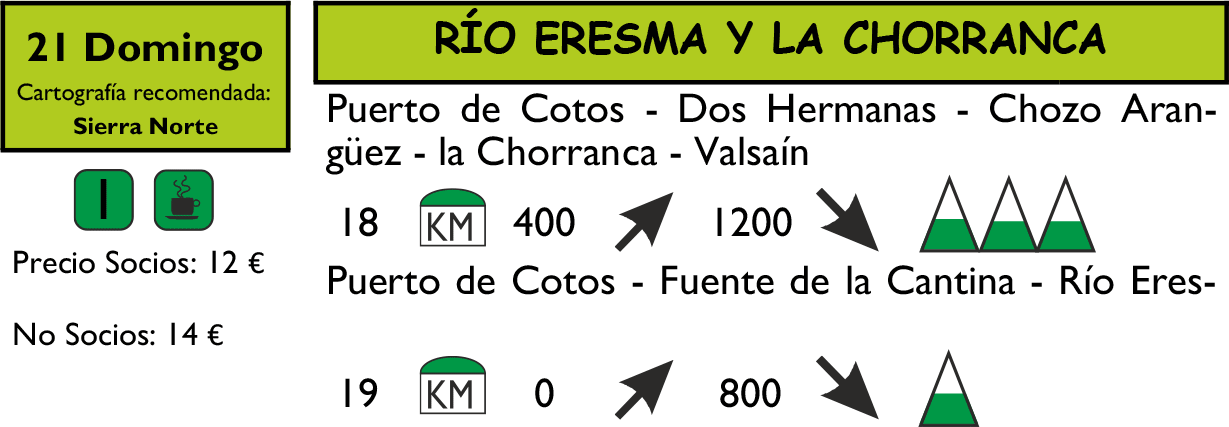 21 Domingo
Cartografía recomendada:
Sierra Norte
I
Precio Socios: 12 €
No Socios: 14 €
RÍO ERESMA Y LA CHORRANCA
Puerto de Cotos - Dos Hermanas - Chozo Aran-
güez - la Chorranca - Valsaín
18 KM 400 1200
Puerto de Cotos - Fuente de la Cantina - Río Eres-
19 KM 0 800